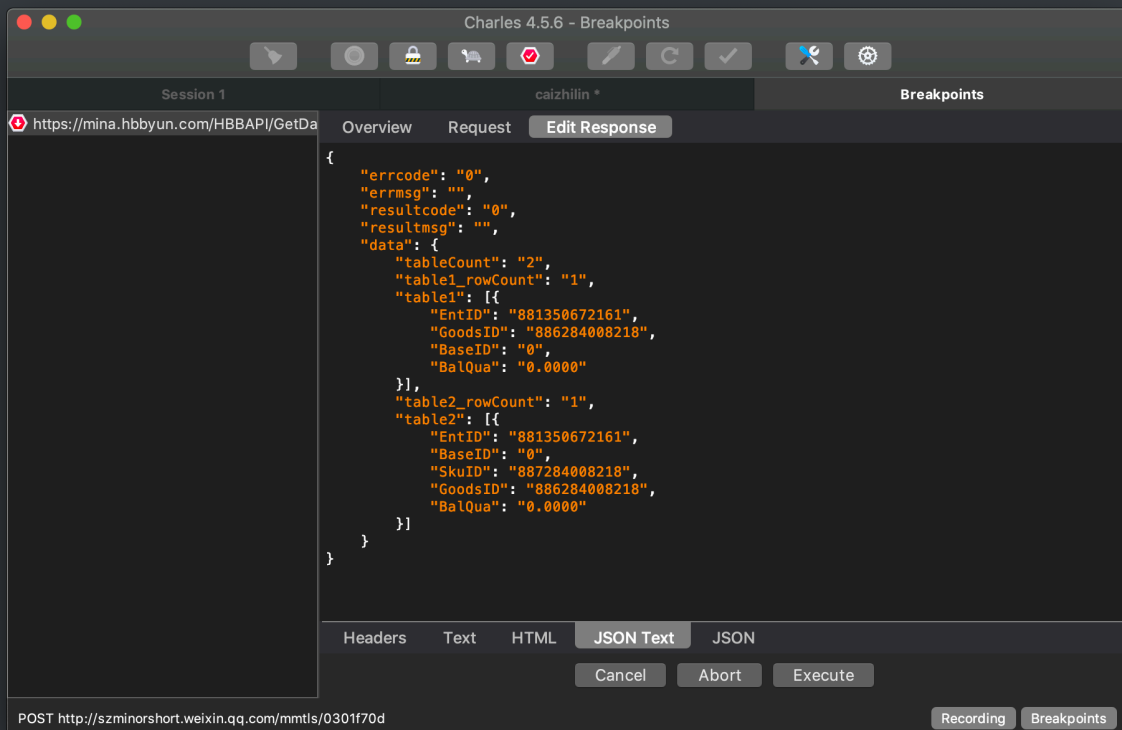 Charles 4.5.6 - Breakpoints
Session 1
caizhilin *
Breakpoints
https://mina.hbbyun.com/HBBAPI/GetDa
Overview
Request
Edit Response
{
"errcode": "0",
"errmsg": "",
"resultcode": "0",
"resultmsg": "",
"data": {
"tableCount": "2",
"table1_rowCount": "1",
"table1": [{
"EntID": "881350672161",
"GoodsID": "886284008218",
"BaseID": "0",
"BalQua": "0.0000"
}],
"table2_rowCount": "1",
"table2": [{
"EntID": "881350672161",
"BaseID": "0",
"SkuID": "887284008218",
"GoodsID": "886284008218",
"BalQua": "0.0000"
}]
}
}
Headers
Text
HTML
JSON Text
JSON
Cancel
Abort
Execute
POST http://szminorshort.weixin.qq.com/mmtls/0301f70d
Recording
Breakpoints